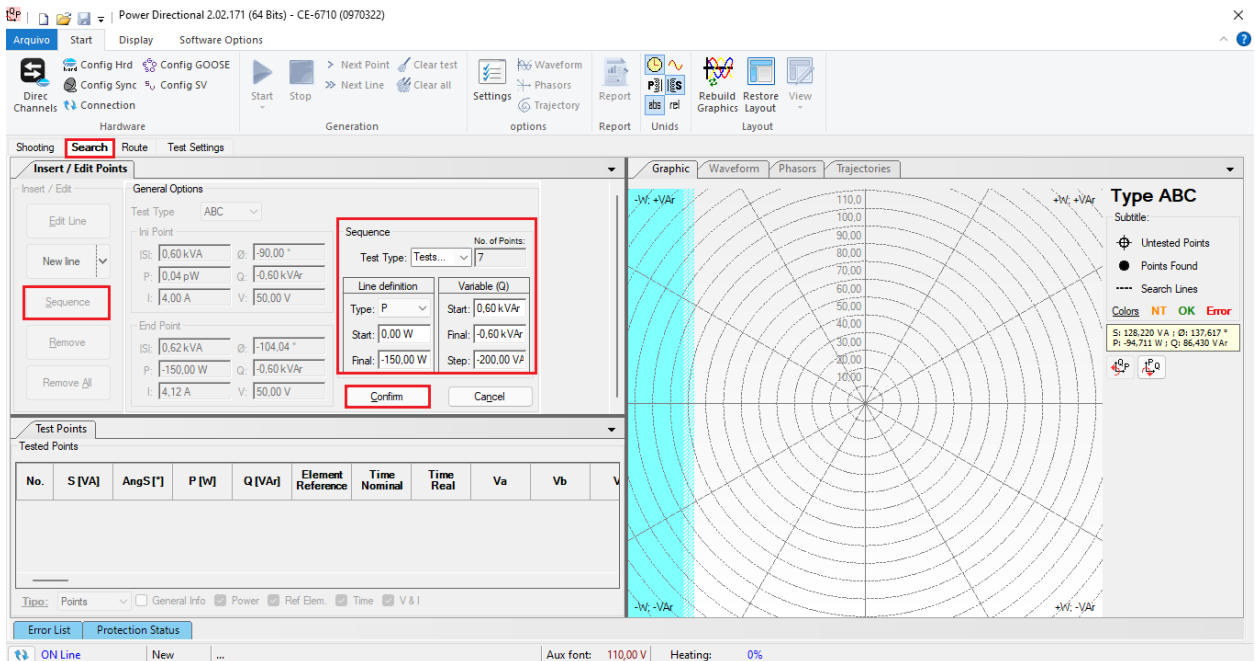 Power Directional 2.02.171 (64 Bits) - CE-6710 (0970322)
Arquivo Start Display Software Options
Direc Channels
Config Hrd Config GOOSE
Config Sync Config SV
Connection
Hardware
Start Stop
Next Point Clear test
Next Line Clear all
Generation
Settings
Waveform
Phasors
Trajectory
options
Report
Report
abs rel
Unids
Rebuild Graphics
Restore Layout
View
Layout
Shooting Search Route Test Settings
Insert / Edit Points
Insert / Edit
Edit Line
New line
Sequence
Remove
Remove All
General Options
Test Type ABC
Ini Point
|S|: 0,60 kVA Ø: -90,00 °
P: 0,04 pW Q: -0,60 kVAr
I: 4,00 A V: 50,00 V
End Point
|S|: 0,62 kVA Ø: -104,04 °
P: -150,00 W Q: -0,60 kVAr
I: 4,12 A V: 50,00 V
Sequence
No. of Points:
Test Type: Tests... 7
Line definition Variable (Q)
Type: P Start: 0,60 kVAr
Start: 0,00 W Final: -0,60 kVAr
Final: -150,00 W Step: -200,00 VA
Confirm Cancel
Test Points
Tested Points
No. S [VA] AngS [°] P [W] Q [VAr] Element Reference Time Nominal Time Real Va Vb V
Tipo: Points General Info Power Ref Elem. Time V & I
Graphic Waveform Phasors Trajectories
-W; +VAr +W; +VAr
110,0
100,0
90,00
80,00
70,00
60,00
50,00
40,00
30,00
20,00
10,00
-W; -VAr +W; -VAr
Type ABC
Subtitle:
Untested Points
Points Found
Search Lines
Colors NT OK Error
S: 128,220 VA ; Ø: 137,617 °
P: -94,711 W ; Q: 86,430 VAr
Error List Protection Status
ON Line New ... Aux font: 110,00 V Heating: 0%